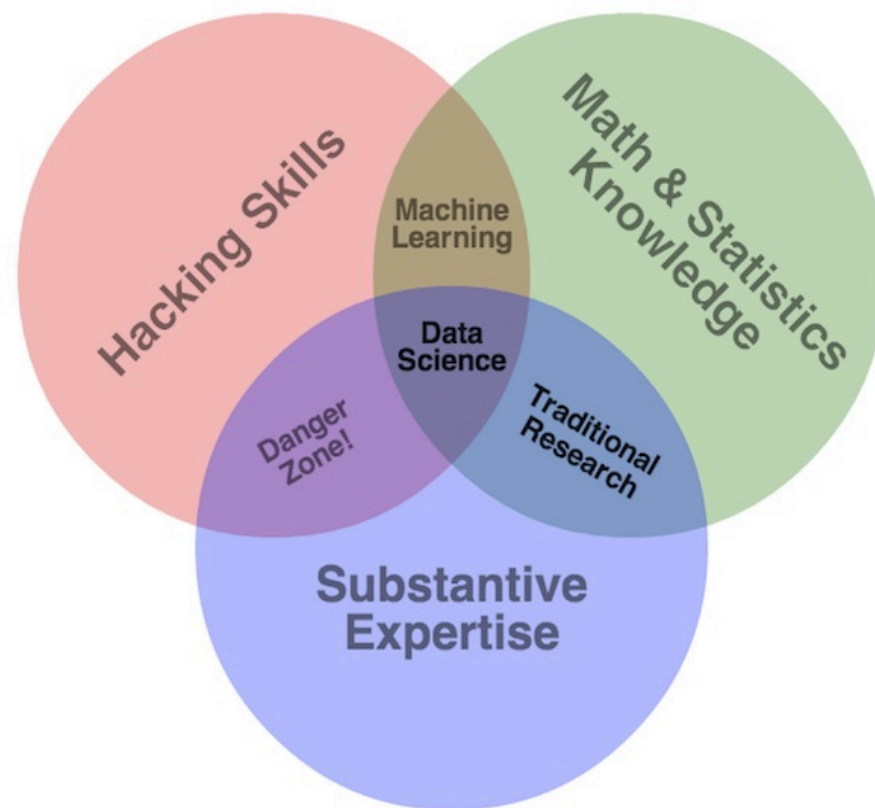 Hacking Skills
Math & Statistics
Knowledge
Machine
Learning
Data
Science
Danger
Zone!
Traditional
Research
Substantive
Expertise